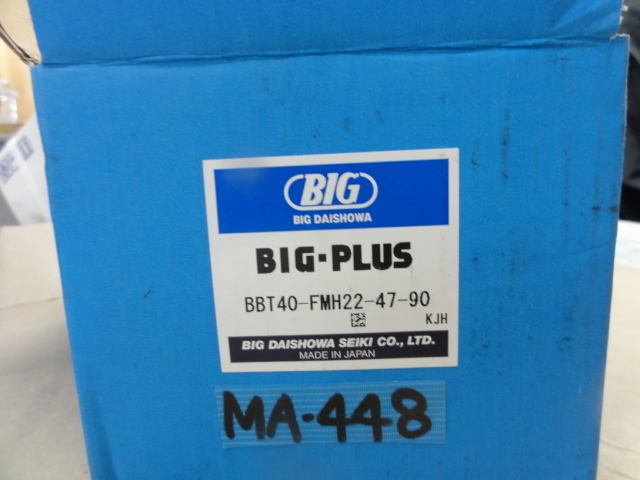 BIG
BIG DAISHOWA
BIG-PLUS
BBT40-FMH22-47-90
KJH
BIG DAISHOWA SEIKI CO., LTD.
MADE IN JAPAN
MA-448